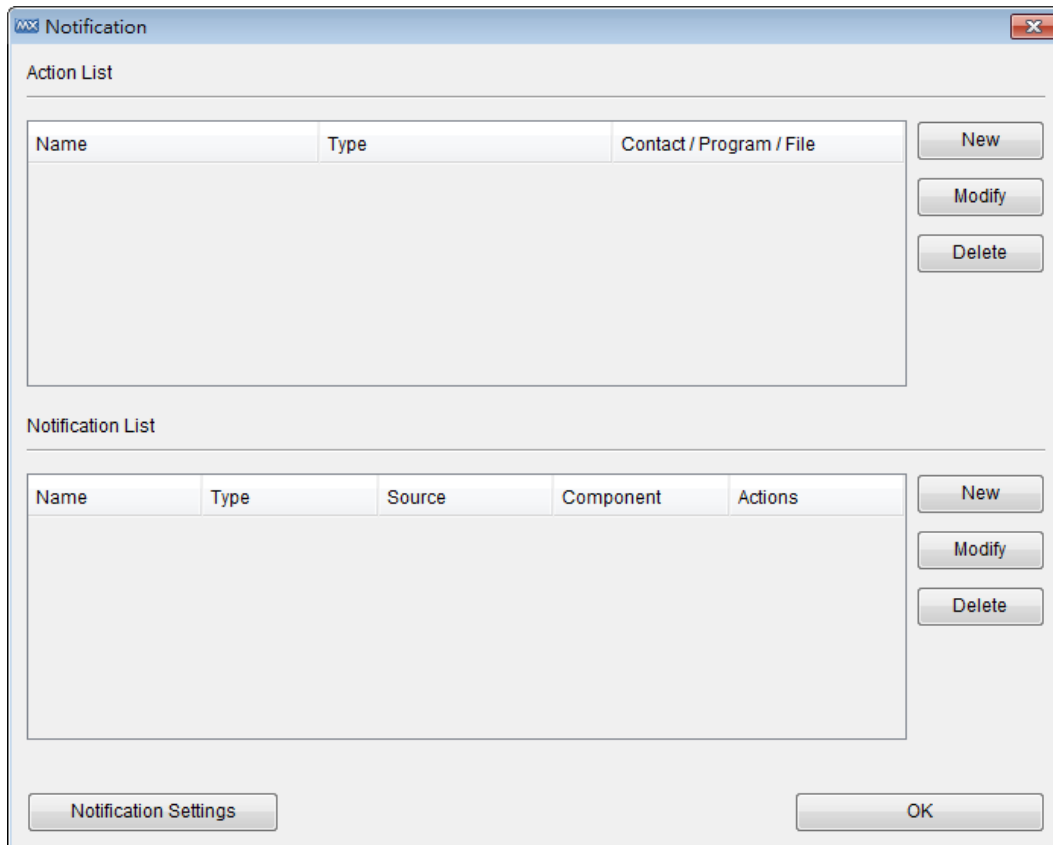 MX Notification
Action List
Name Type Contact / Program / File
New
Modify
Delete
Notification List
Name Type Source Component Actions
New
Modify
Delete
Notification Settings OK